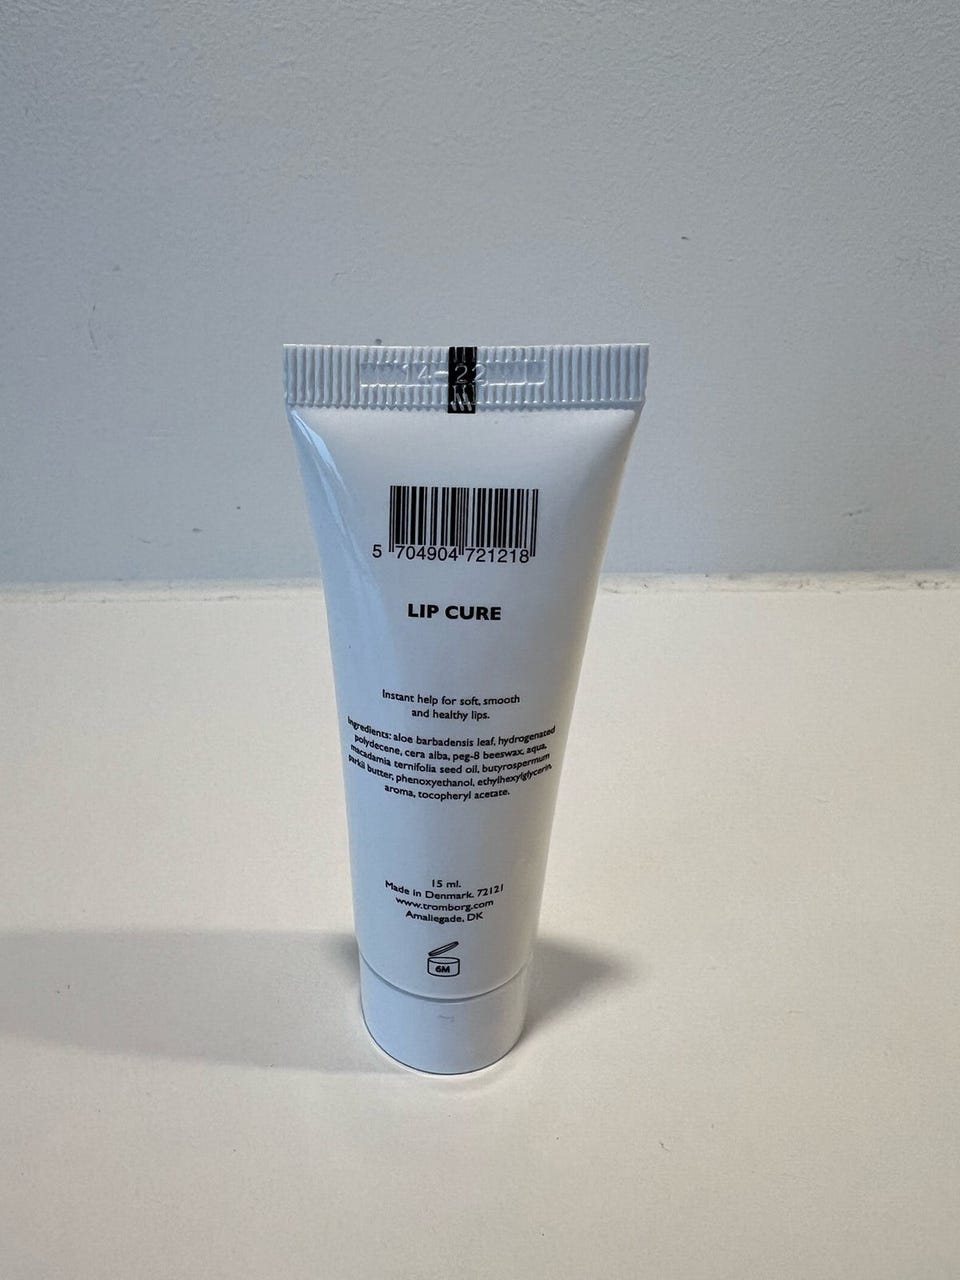 14-22
5 704904 721218
LIP CURE
Instant help for soft, smooth
and healthy lips.
Ingredients: aloe barbadensis leaf, hydrogenated
polydecene, cera alba, peg-8 beeswax, aqua,
macadamia ternifolia seed oil, butyrospermum
parkii butter, phenoxyethanol, ethylhexylglycerin,
aroma, tocopheryl acetate.
15 ml.
Made in Denmark. 72121
www.tromborg.com
Amaliegade, DK
6M